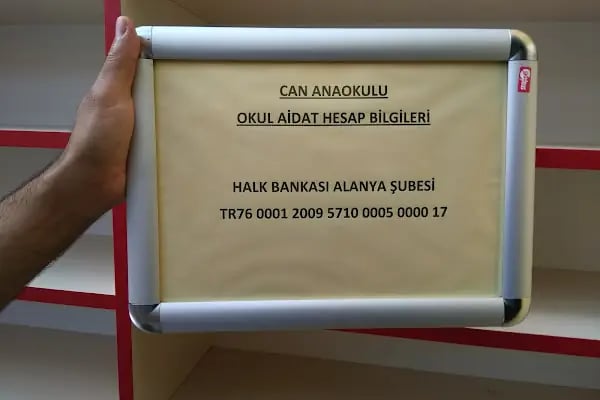 CAN ANAOKULU
OKUL AİDAT HESAP BİLGİLERİ
HALK BANKASI ALANYA ŞUBESİ
TR76 0001 2009 5710 0005 0000 17